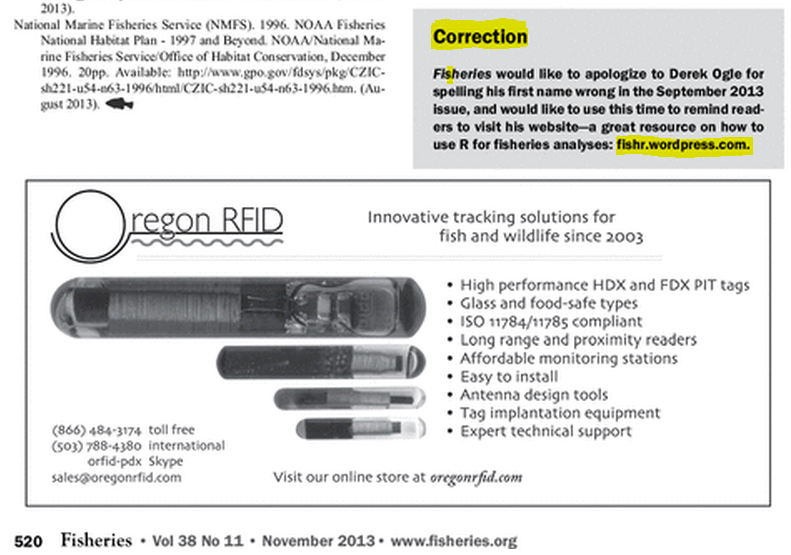 2013).
National Marine Fisheries Service (NMFS). 1996. NOAA Fisheries
National Habitat Plan - 1997 and Beyond. NOAA/National Ma-
rine Fisheries Service/Office of Habitat Conservation, December
1996. 20pp. Available: http://www.gpo.gov/fdsys/pkg/CZIC-
sh221-u54-n63-1996/html/CZIC-sh221-u54-n63-1996.htm. (Au-
gust 2013).
Correction
Fisheries would like to apologize to Derek Ogle for
spelling his first name wrong in the September 2013
issue, and would like to use this time to remind read-
ers to visit his website—a great resource on how to
use R for fisheries analyses: fishr.wordpress.com.
Oregon RFID
Innovative tracking solutions for
fish and wildlife since 2003
• High performance HDX and FDX PIT tags
• Glass and food-safe types
• ISO 11784/11785 compliant
• Long range and proximity readers
• Affordable monitoring stations
• Easy to install
• Antenna design tools
• Tag implantation equipment
• Expert technical support
(866) 484-3174 toll free
(503) 788-4380 international
orfid-pdx Skype
sales@oregonrfid.com
Visit our online store at oregonrfid.com
520 Fisheries • Vol 38 No 11 • November 2013 • www.fisheries.org